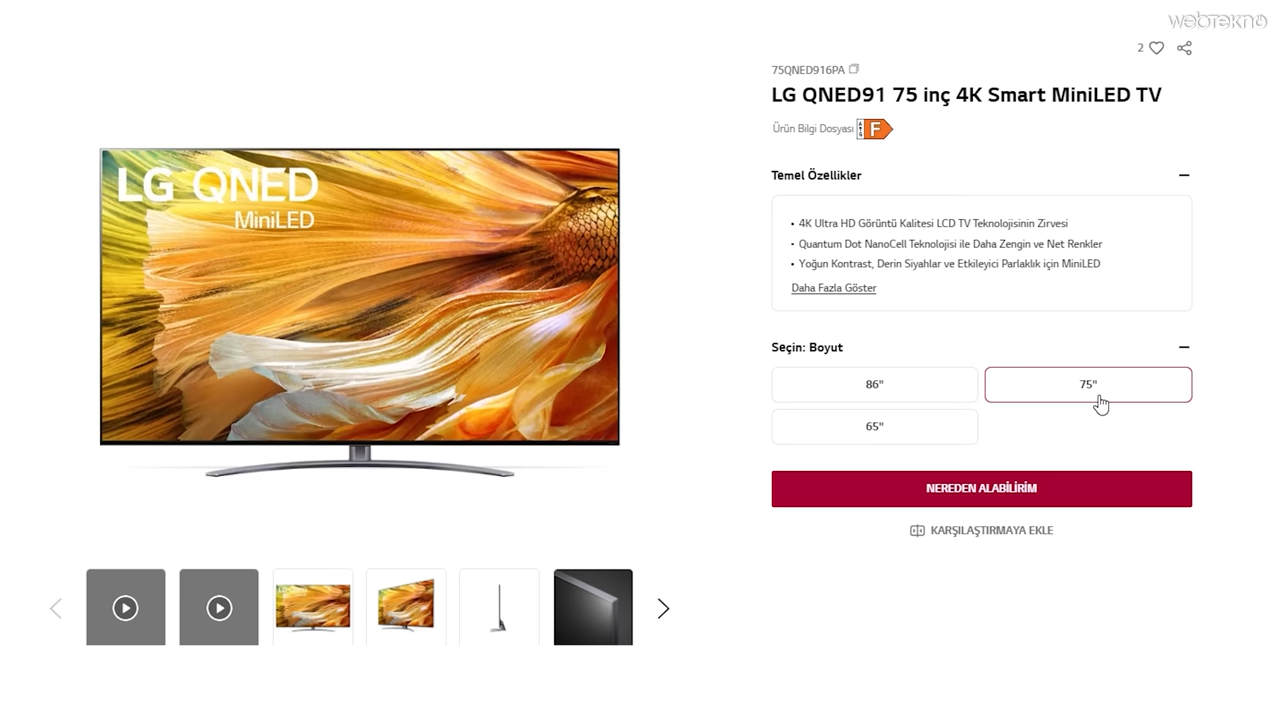 webtekno
2
75QNED916PA
LG QNED91 75 inç 4K Smart MiniLED TV
Ürün Bilgi Dosyası
A
G
F
LG QNED
MiniLED
Temel Özellikler
4K Ultra HD Görüntü Kalitesi LCD TV Teknolojisinin Zirvesi
Quantum Dot NanoCell Teknolojisi ile Daha Zengin ve Net Renkler
Yoğun Kontrast, Derin Siyahlar ve Etkileyici Parlaklık için MiniLED
Daha Fazla Göster
Seçin: Boyut
86"
75"
65"
NEREDEN ALABİLİRİM
KARŞILAŞTIRMAYA EKLE